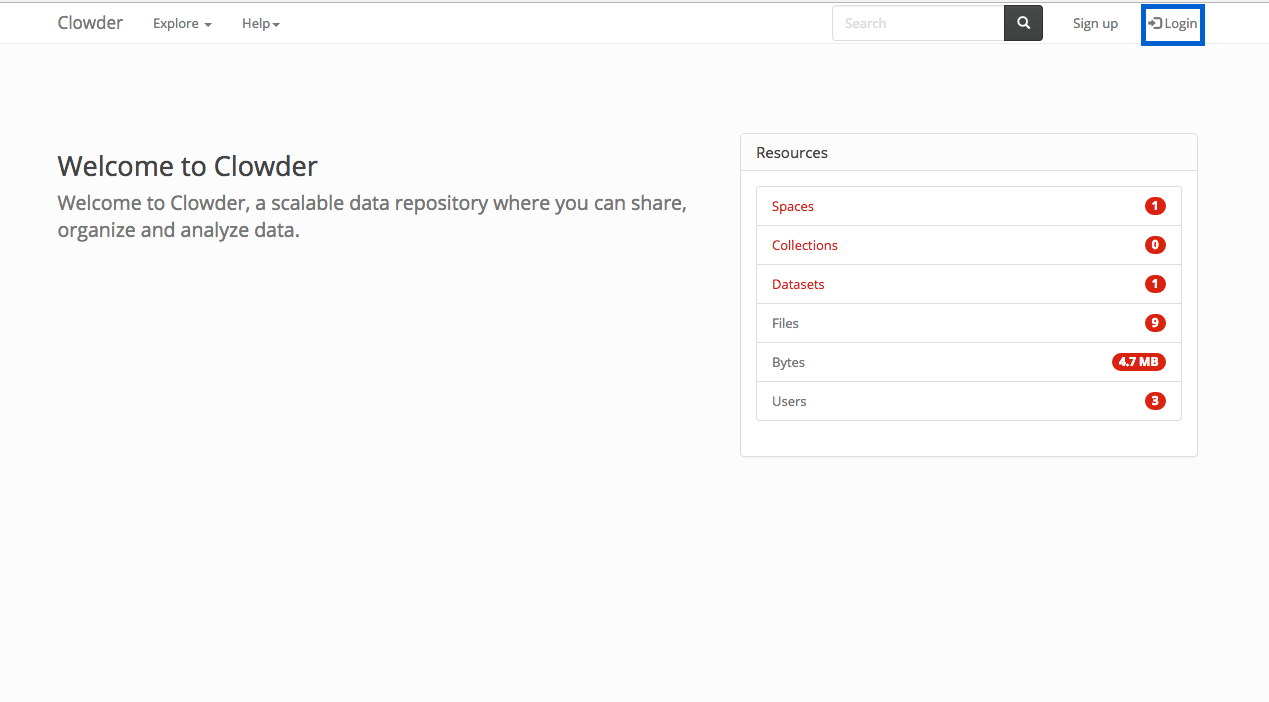 Clowder Explore Help Search Sign up Login
Welcome to Clowder
Welcome to Clowder, a scalable data repository where you can share,
organize and analyze data.
Resources
Spaces 1
Collections 0
Datasets 1
Files 9
Bytes 4.7 MB
Users 3